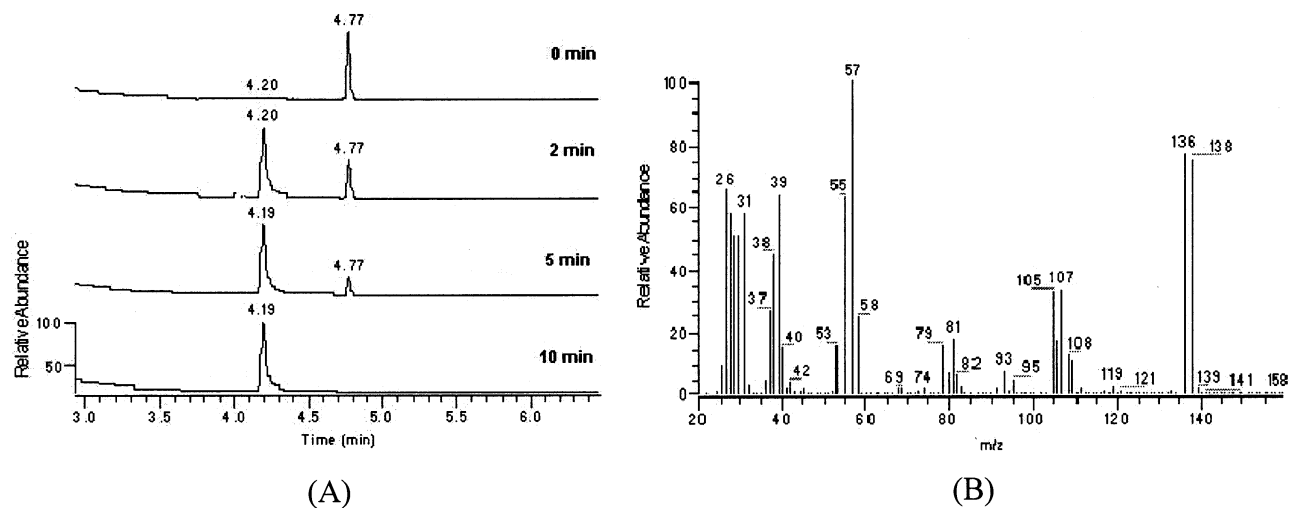 4.77
0 min
4.20
4.20
4.77
2 min
4.19
4.77
5 min
4.19
10 min
Relative Abundance
100
50
3.0 3.5 4.0 4.5 5.0 5.5 6.0
Time (min)
(A)
57
136
138
26
31
39
55
38
37
40
42
53
58
69
74
79
81
82
93
95
105 107
108
119 121
139 141 158
Relative Abundance
100
80
60
40
20
0
20 40 60 80 100 120 140
m/z
(B)